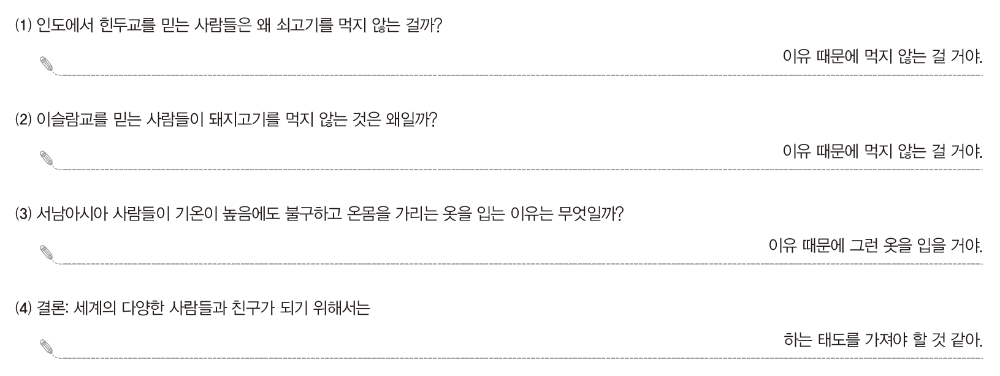 (1) 인도에서 힌두교를 믿는 사람들은 왜 쇠고기를 먹지 않는 걸까?
이유 때문에 먹지 않는 걸 거야.
(2) 이슬람교를 믿는 사람들이 돼지고기를 먹지 않는 것은 왜일까?
이유 때문에 먹지 않는 걸 거야.
(3) 서남아시아 사람들이 기온이 높음에도 불구하고 온몸을 가리는 옷을 입는 이유는 무엇일까?
이유 때문에 그런 옷을 입을 거야.
(4) 결론: 세계의 다양한 사람들과 친구가 되기 위해서는
하는 태도를 가져야 할 것 같아.